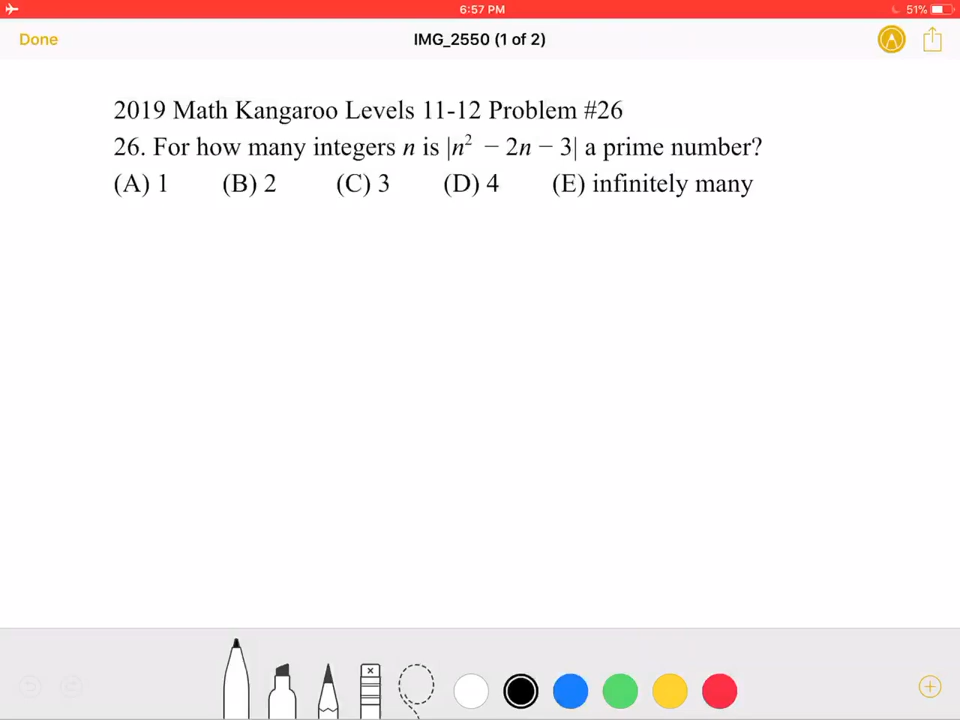 6:57 PM
51%
Done
IMG_2550 (1 of 2)
2019 Math Kangaroo Levels 11-12 Problem #26
26. For how many integers n is |n² − 2n − 3| a prime number?
(A) 1 (B) 2 (C) 3 (D) 4 (E) infinitely many